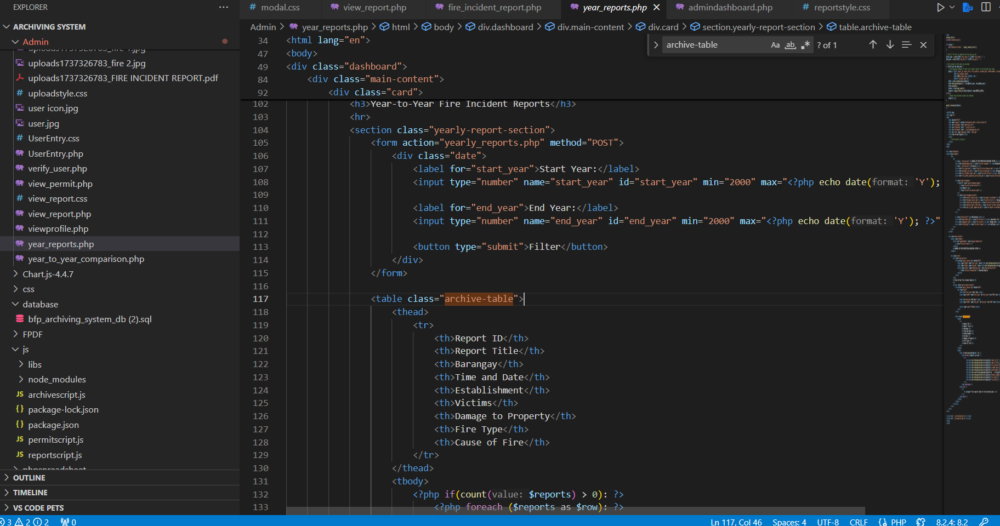 EXPLORER
ARCHIVING SYSTEM
Admin
uploads1737326783_fire 1.jpg
uploads1737326783_fire 2.jpg
uploads1737326783_FIRE INCIDENT REPORT.pdf
uploadstyle.css
user icon.jpg
user.jpg
UserEntry.css
UserEntry.php
verify_user.php
view_permit.php
view_report.css
view_report.php
viewprofile.php
year_reports.php
year_to_year_comparison.php
Chart.js-4.4.7
css
database
bfp_archiving_system_db (2).sql
FPDF
js
libs
node_modules
archivescript.js
package-lock.json
package.json
permitscript.js
reportscript.js
phpspreadsheet
OUTLINE
TIMELINE
VS CODE PETS
modal.css view_report.php fire_incident_report.php year_reports.php admindashboard.php reportstyle.css
Admin > year_reports.php > html > body > div.dashboard > div.main-content > div.card > section.yearly-report-section > table.archive-table
archive-table Aa ab .* ? of 1
34 <html lang="en">
47 <body>
49 <div class="dashboard">
84 <div class="main-content">
92 <div class="card">
102 <h3>Year-to-Year Fire Incident Reports</h3>
103 <hr>
104 <section class="yearly-report-section">
105 <form action="yearly_reports.php" method="POST">
106 <div class="date">
107 <label for="start_year">Start Year:</label>
108 <input type="number" name="start_year" id="start_year" min="2000" max="<?php echo date(format: 'Y');
109
110 <label for="end_year">End Year:</label>
111 <input type="number" name="end_year" id="end_year" min="2000" max="<?php echo date(format: 'Y'); ?>"
112
113 <button type="submit">Filter</button>
114 </div>
115 </form>
116
117 <table class="archive-table">
118 <thead>
119 <tr>
120 <th>Report ID</th>
121 <th>Report Title</th>
122 <th>Barangay</th>
123 <th>Time and Date</th>
124 <th>Establishment</th>
125 <th>Victims</th>
126 <th>Damage to Property</th>
127 <th>Fire Type</th>
128 <th>Cause of Fire</th>
129 </tr>
130 </thead>
131 <tbody>
132 <?php if(count(value: $reports) > 0): ?>
133 <?php foreach ($reports as $row): ?>
3 2 2 0 Ln 117, Col 46 Spaces: 4 UTF-8 CRLF PHP 8.2.4: 8.2